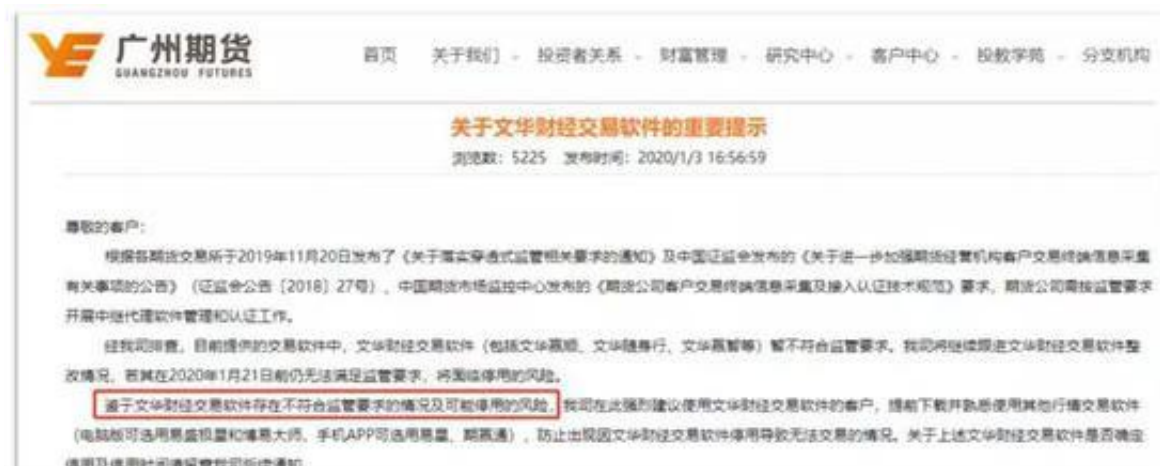 广州期货
GUANGZHOU FUTURES
首页 关于我们 投资者关系 财富管理 研究中心 客户中心 投教学苑 分支机构
关于文华财经交易软件的重要提示
浏览数：5225 发布时间：2020/1/3 16:56:59
尊敬的客户：
根据各期货交易所于2019年11月20日发布了《关于落实穿透式监管相关要求的通知》及中国证监会发布的《关于进一步加强期货经营机构客户交易终端信息采集
有关事项的公告》（证监会公告〔2018〕27号）、中国期货市场监控中心发布的《期货公司客户交易终端信息采集及接入认证技术规范》要求，期货公司需按监管要求
开展中继代理软件管理和认证工作。
经我司排查，目前提供的交易软件中，文华财经交易软件（包括文华赢顺、文华随身行、文华赢智等）暂不符合监管要求。我司将继续跟进文华财经交易软件整
改情况，若其在2020年1月21日前仍无法满足监管要求，将面临停用的风险。
鉴于文华财经交易软件存在不符合监管要求的情况及可能停用的风险，我司在此强烈建议使用文华财经交易软件的客户，提前下载并熟悉使用其他行情交易软件
（电脑版可选用易盛极星和博易大师、手机APP可选用易星、期赢通），防止出现因文华财经交易软件停用导致无法交易的情况。关于上述文华财经交易软件是否确定
停用及停用时间请留意我司后续通知